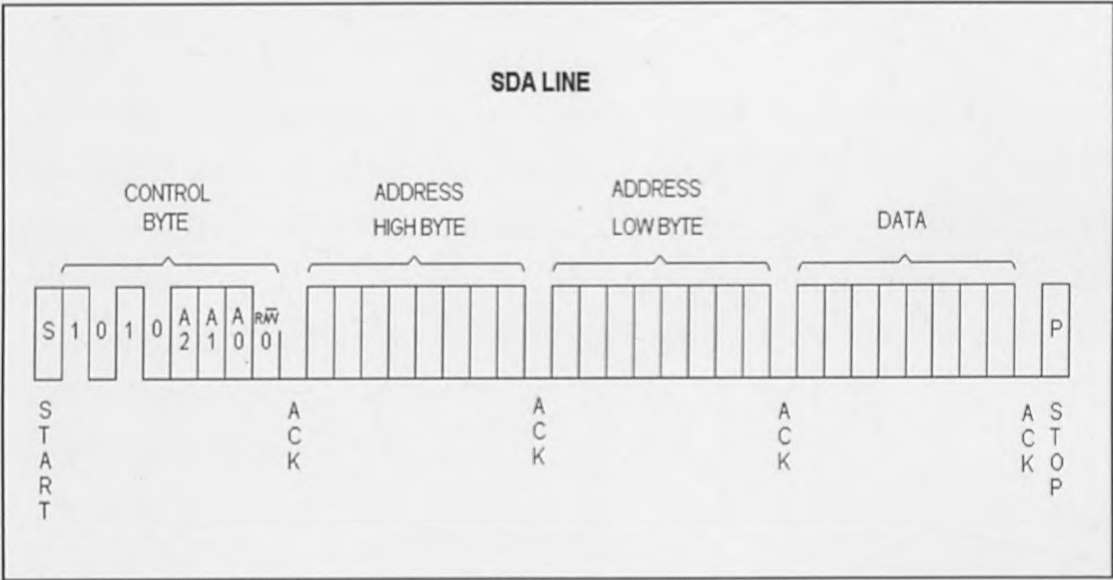 SDA LINE
CONTROL
BYTE
ADDRESS
HIGH BYTE
ADDRESS
LOW BYTE
DATA
S 1 0 1 0 A2 A1 A0 R/W̅ 0
P
START
ACK
ACK
ACK
ACK
STOP